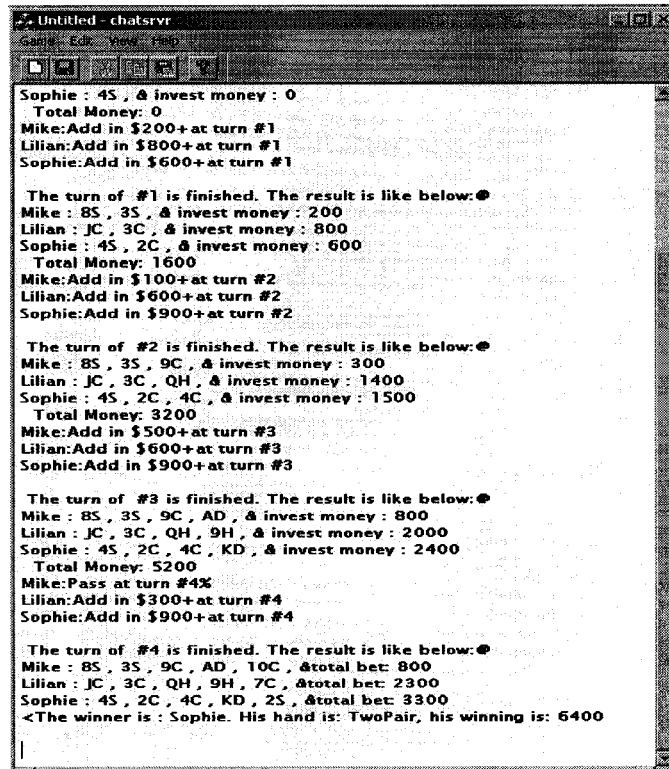 Untitled - chatsrvr
Game Edit View Help
Sophie : 4S , & invest money : 0
Total Money: 0
Mike:Add in $200+at turn #1
Lilian:Add in $800+at turn #1
Sophie:Add in $600+at turn #1
The turn of #1 is finished. The result is like below:@
Mike : 8S , 3S , & invest money : 200
Lilian : JC , 3C , & invest money : 800
Sophie : 4S , 2C , & invest money : 600
Total Money: 1600
Mike:Add in $100+at turn #2
Lilian:Add in $600+at turn #2
Sophie:Add in $900+at turn #2
The turn of #2 is finished. The result is like below:@
Mike : 8S , 3S , 9C , & invest money : 300
Lilian : JC , 3C , QH , & invest money : 1400
Sophie : 4S , 2C , 4C , & invest money : 1500
Total Money: 3200
Mike:Add in $500+at turn #3
Lilian:Add in $600+at turn #3
Sophie:Add in $900+at turn #3
The turn of #3 is finished. The result is like below:@
Mike : 8S , 3S , 9C , AD , & invest money : 800
Lilian : JC , 3C , QH , 9H , & invest money : 2000
Sophie : 4S , 2C , 4C , KD , & invest money : 2400
Total Money: 5200
Mike:Pass at turn #4%
Lilian:Add in $300+at turn #4
Sophie:Add in $900+at turn #4
The turn of #4 is finished. The result is like below:@
Mike : 8S , 3S , 9C , AD , 10C , &total bet: 800
Lilian : JC , 3C , QH , 9H , 7C , &total bet: 2300
Sophie : 4S , 2C , 4C , KD , 2S , &total bet: 3300
<The winner is : Sophie. His hand is: TwoPair, his winning is: 6400